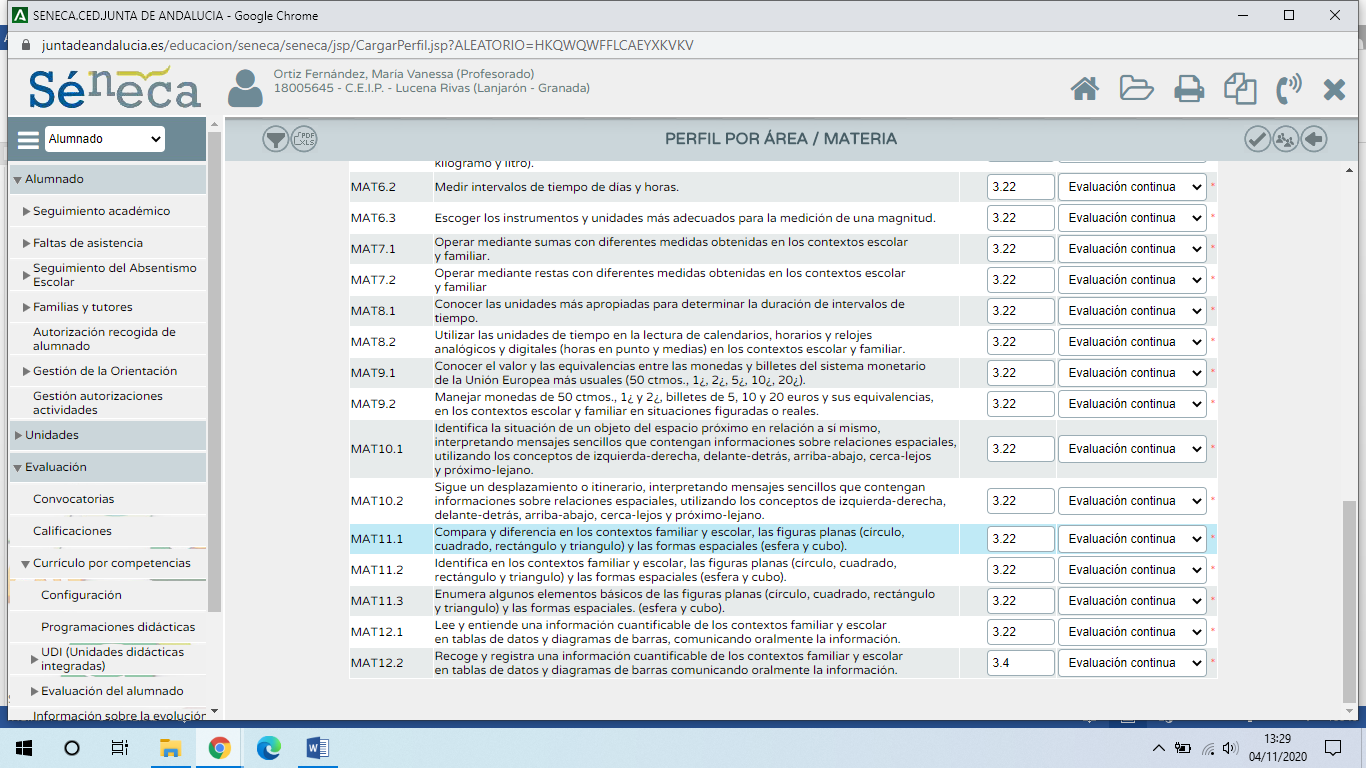 SENECA.CED.JUNTA DE ANDALUCIA - Google Chrome
juntadeandalucia.es/educacion/seneca/seneca/jsp/CargarPerfil.jsp?ALEATORIO=HKQWQWFFLCAEYXKVKV
Séneca
Ortiz Fernández, María Vanessa (Profesorado)
18005645 - C.E.I.P. - Lucena Rivas (Lanjarón - Granada)
Alumnado
PDF
XLS
PERFIL POR ÁREA / MATERIA
Alumnado
Seguimiento académico
Faltas de asistencia
Seguimiento del Absentismo
Escolar
Familias y tutores
Autorización recogida de
alumnado
Gestión de la Orientación
Gestión autorizaciones
actividades
Unidades
Evaluación
Convocatorias
Calificaciones
Currículo por competencias
Configuración
Programaciones didácticas
UDI (Unidades didácticas
integradas)
Evaluación del alumnado
Información sobre la evolución
kilogramo y litro).
MAT6.2 Medir intervalos de tiempo de días y horas. 3.22 Evaluación continua *
MAT6.3 Escoger los instrumentos y unidades más adecuados para la medición de una magnitud. 3.22 Evaluación continua *
MAT7.1 Operar mediante sumas con diferentes medidas obtenidas en los contextos escolar
y familiar. 3.22 Evaluación continua *
MAT7.2 Operar mediante restas con diferentes medidas obtenidas en los contextos escolar
y familiar 3.22 Evaluación continua *
MAT8.1 Conocer las unidades más apropiadas para determinar la duración de intervalos de
tiempo. 3.22 Evaluación continua *
MAT8.2 Utilizar las unidades de tiempo en la lectura de calendarios, horarios y relojes
analógicos y digitales (horas en punto y medias) en los contextos escolar y familiar. 3.22 Evaluación continua *
MAT9.1 Conocer el valor y las equivalencias entre las monedas y billetes del sistema monetario
de la Unión Europea más usuales (50 ctmos., 1¿, 2¿, 5¿, 10¿, 20¿). 3.22 Evaluación continua *
MAT9.2 Manejar monedas de 50 ctmos., 1¿ y 2¿, billetes de 5, 10 y 20 euros y sus equivalencias,
en los contextos escolar y familiar en situaciones figuradas o reales. 3.22 Evaluación continua *
MAT10.1 Identifica la situación de un objeto del espacio próximo en relación a sí mismo,
interpretando mensajes sencillos que contengan informaciones sobre relaciones espaciales,
utilizando los conceptos de izquierda-derecha, delante-detrás, arriba-abajo, cerca-lejos
y próximo-lejano. 3.22 Evaluación continua *
MAT10.2 Sigue un desplazamiento o itinerario, interpretando mensajes sencillos que contengan
informaciones sobre relaciones espaciales, utilizando los conceptos de izquierda-derecha,
delante-detrás, arriba-abajo, cerca-lejos y próximo-lejano. 3.22 Evaluación continua *
MAT11.1 Compara y diferencia en los contextos familiar y escolar, las figuras planas (círculo,
cuadrado, rectángulo y triangulo) y las formas espaciales (esfera y cubo). 3.22 Evaluación continua *
MAT11.2 Identifica en los contextos familiar y escolar, las figuras planas (círculo, cuadrado,
rectángulo y triangulo) y las formas espaciales (esfera y cubo). 3.22 Evaluación continua *
MAT11.3 Enumera algunos elementos básicos de las figuras planas (círculo, cuadrado, rectángulo
y triangulo) y las formas espaciales. (esfera y cubo). 3.22 Evaluación continua *
MAT12.1 Lee y entiende una información cuantificable de los contextos familiar y escolar
en tablas de datos y diagramas de barras, comunicando oralmente la información. 3.22 Evaluación continua *
MAT12.2 Recoge y registra una información cuantificable de los contextos familiar y escolar
en tablas de datos y diagramas de barras comunicando oralmente la información. 3.4 Evaluación continua *
13:29
04/11/2020